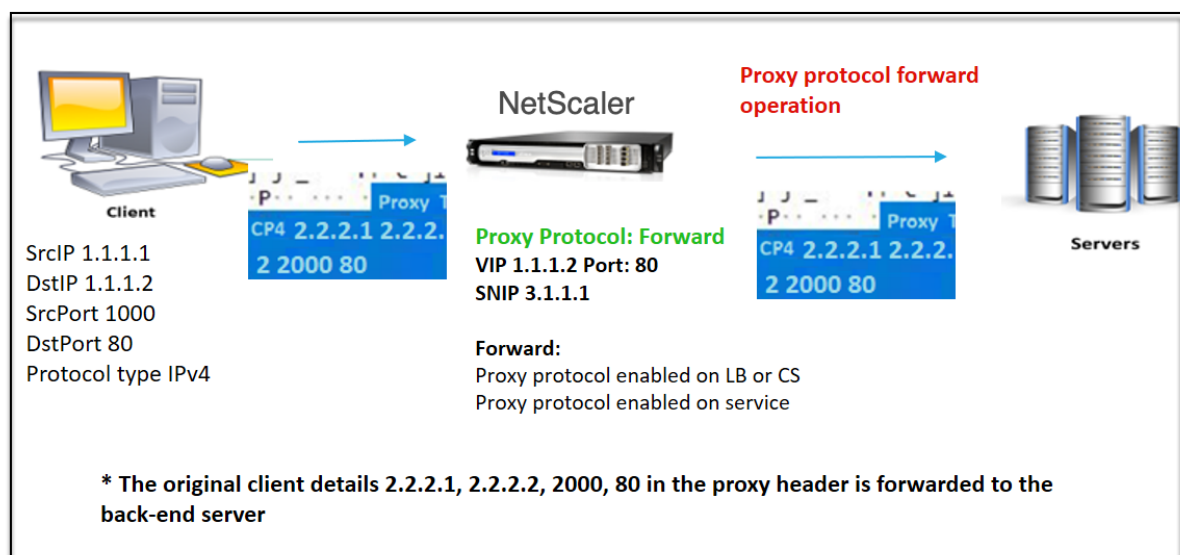 Client
SrcIP 1.1.1.1
DstIP 1.1.1.2
SrcPort 1000
DstPort 80
Protocol type IPv4
·P·· ··· ·
Proxy T
CP4 2.2.2.1 2.2.2.
2 2000 80
NetScaler
Proxy Protocol: Forward
VIP 1.1.1.2 Port: 80
SNIP 3.1.1.1
Forward:
Proxy protocol enabled on LB or CS
Proxy protocol enabled on service
Proxy protocol forward
operation
·P·· ··· ·
Proxy T
CP4 2.2.2.1 2.2.2.
2 2000 80
Servers
* The original client details 2.2.2.1, 2.2.2.2, 2000, 80 in the proxy header is forwarded to the
back-end server